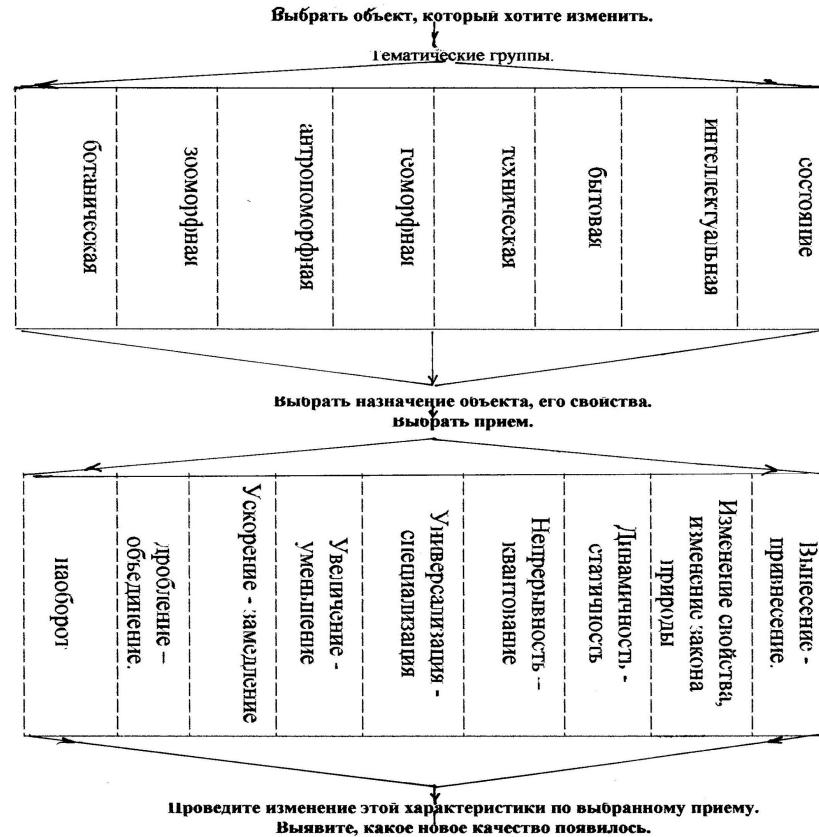 Выбрать объект, который хотите изменить.
Тематические группы.
ботаническая
зооморфная
антропоморфная
геоморфная
техническая
бытовая
интеллектуальная
состояние
Выбрать назначение объекта, его свойства.
Выбрать прием.
наоборот
дробление –
объединение.
Ускорение - замедление
Увеличение -
уменьшение
Универсализация -
специализация
Непрерывность –
квантование
Динамичность -
статичность
Изменение свойства,
изменение закона
природы
Вынесение -
привнесение.
Проведите изменение этой характеристики по выбранному приему.
Выявите, какое новое качество появилось.